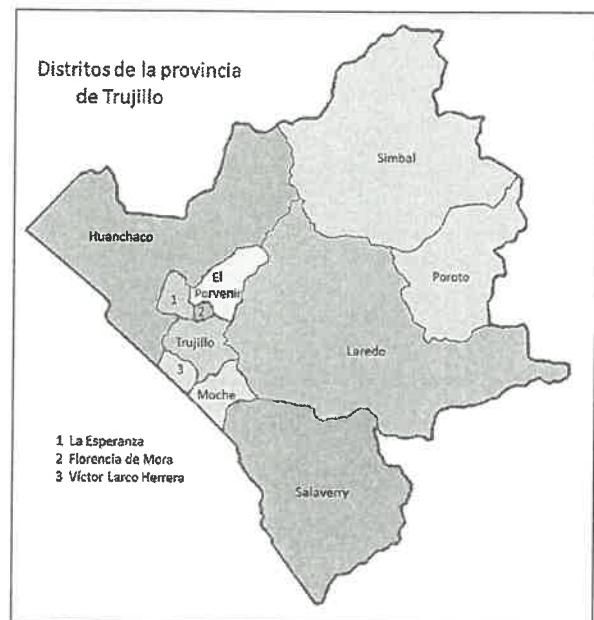 Distritos de la provincia
de Trujillo
Simbal
Huanchaco
Poroto
El
Porvenir
1
2
Trujillo
Laredo
3
Moche
1 La Esperanza
2 Florencia de Mora
3 Víctor Larco Herrera
Salaverry